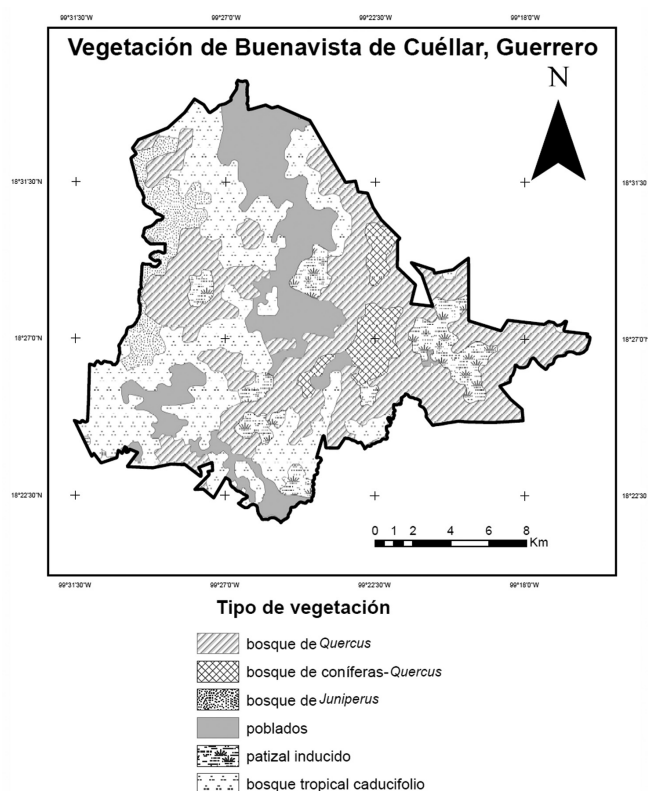 99°31'30"W 99°27'0"W 99°22'30"W 99°18'0"W
Vegetación de Buenavista de Cuéllar, Guerrero
N
18°31'30"N 18°31'30"N
18°27'0"N 18°27'0"N
18°22'30"N 18°22'30"N
0 1 2 4 6 8
Km
99°31'30"W 99°27'0"W 99°22'30"W 99°18'0"W
Tipo de vegetación
bosque de Quercus
bosque de coníferas-Quercus
bosque de Juniperus
poblados
patizal inducido
bosque tropical caducifolio